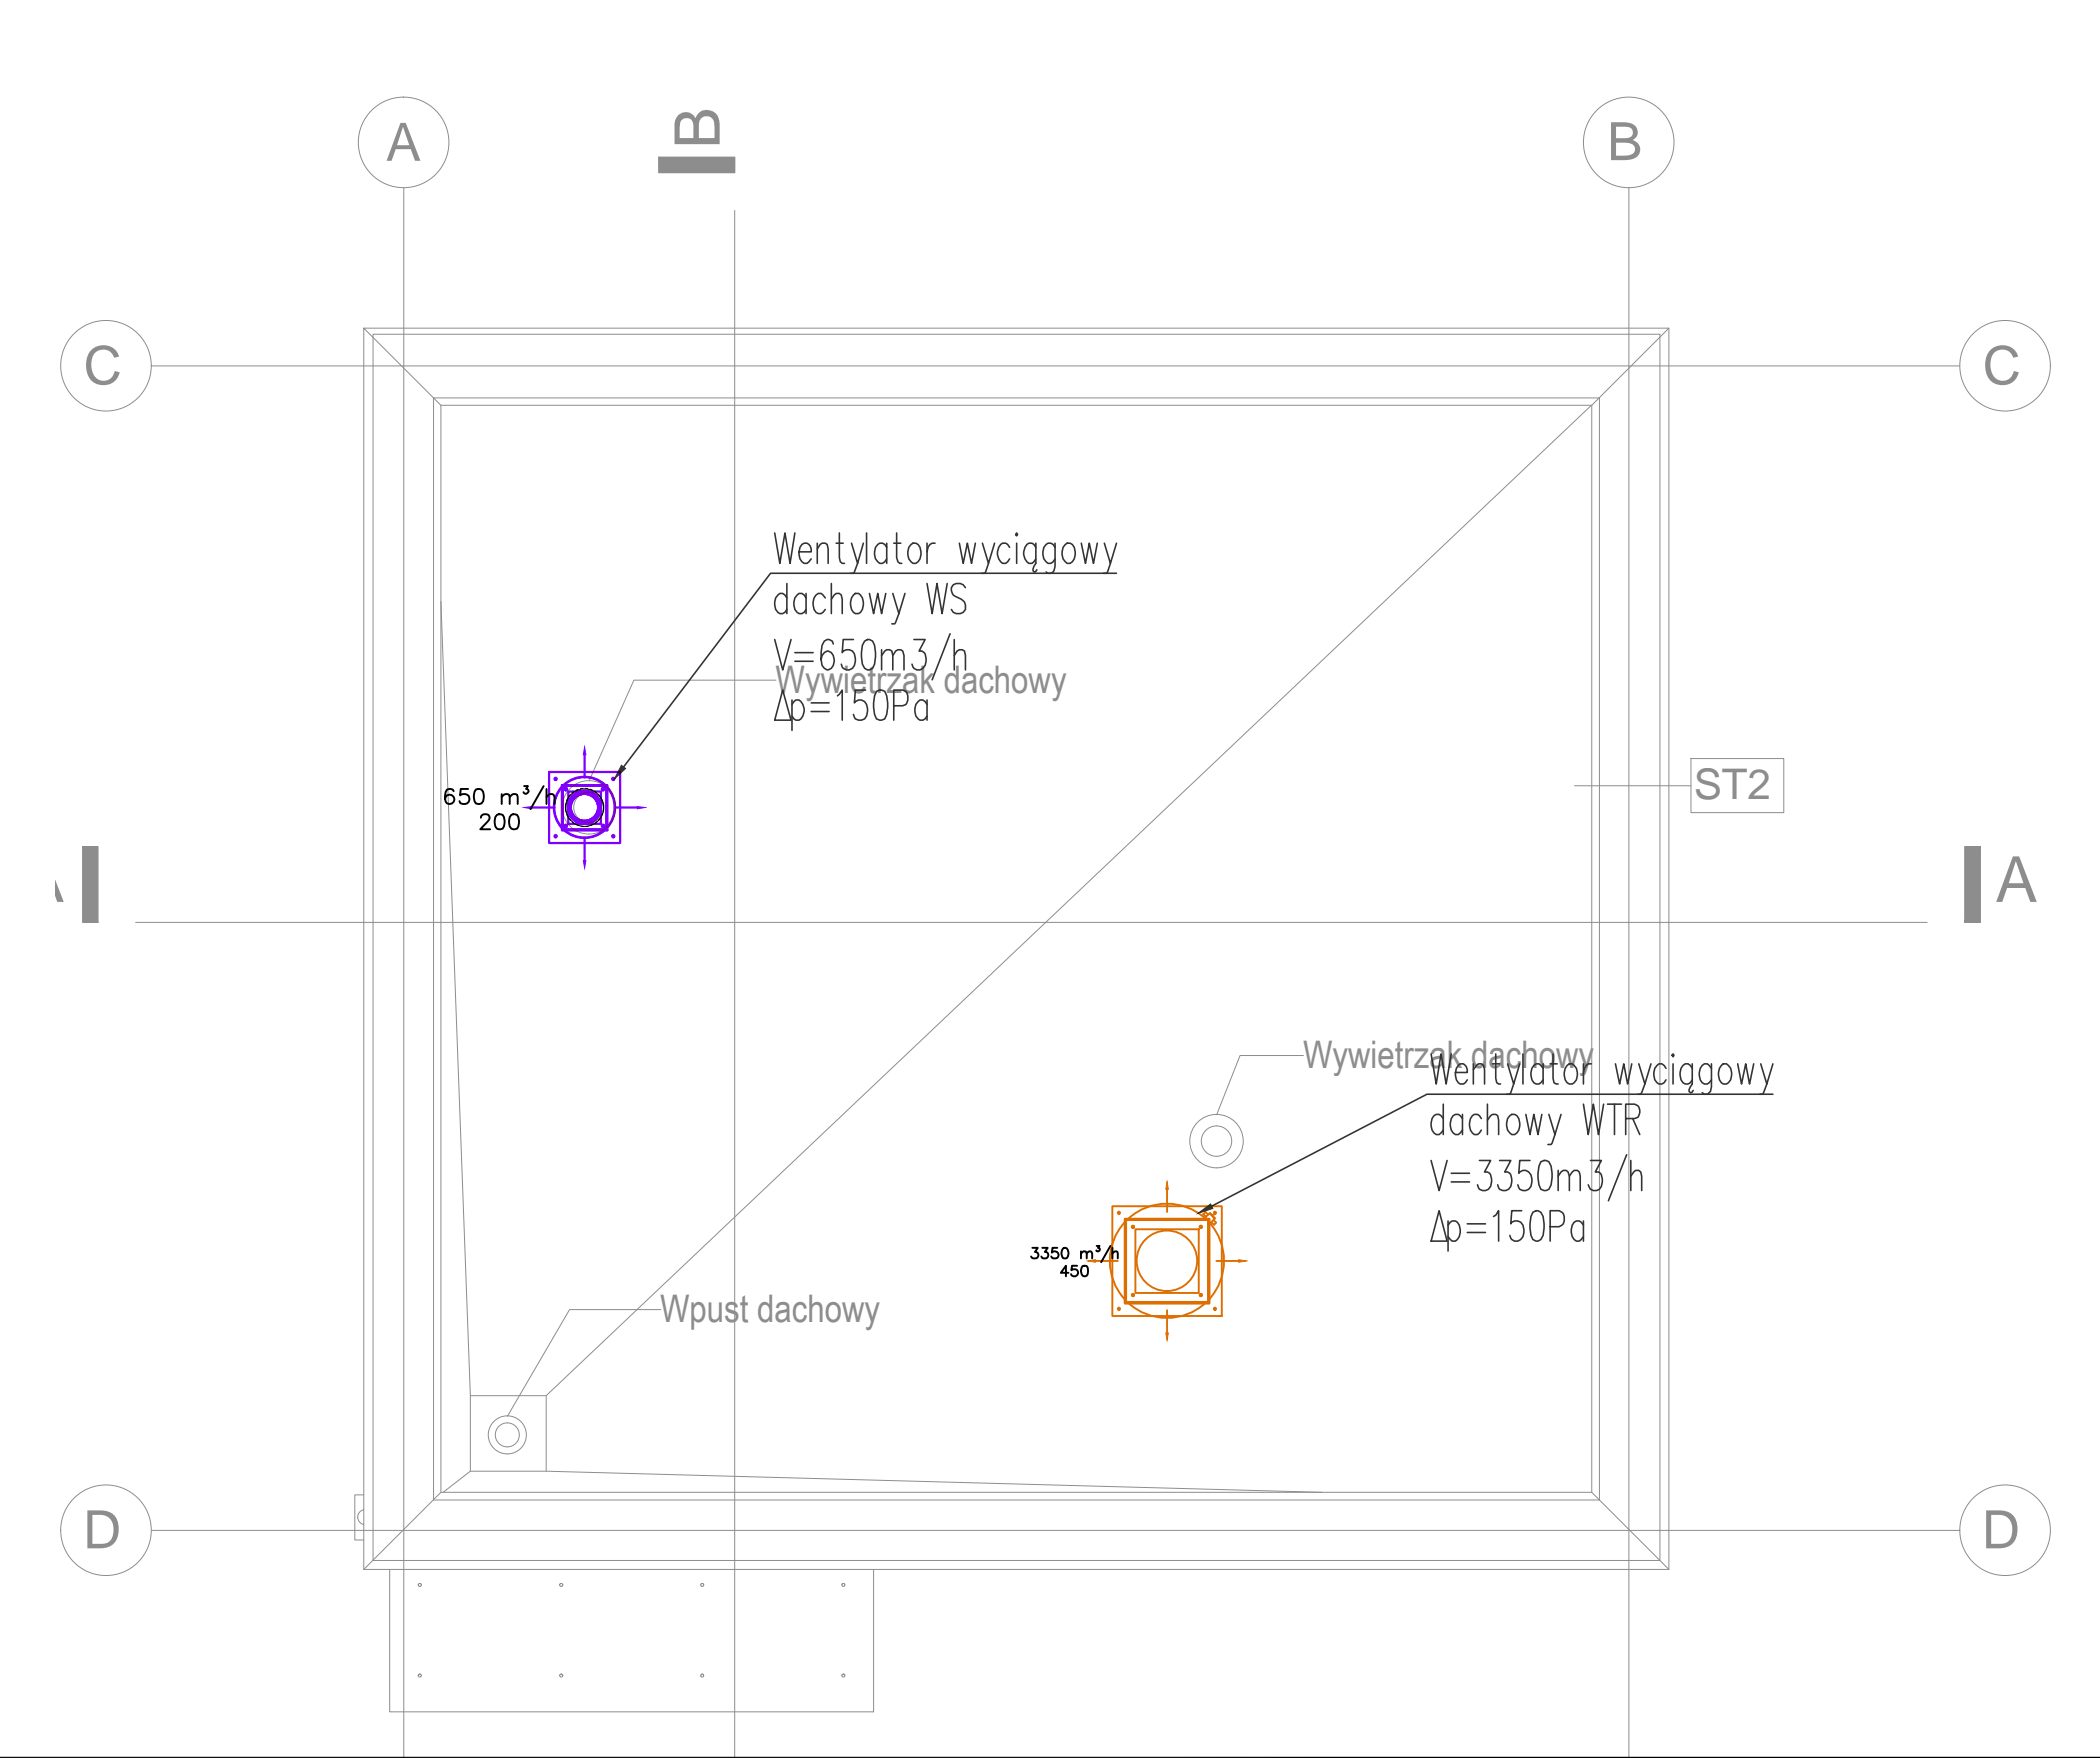 A
B
B
C
C
Wentylator wyciągowy
dachowy WS
V=650m3/h
Wywietrzak dachowy
Δp=150Pa
650 m³/h
200
ST2
A
Wywietrzak dachowy
Wentylator wyciągowy
dachowy WTR
V=3350m3/h
Δp=150Pa
3350 m³/h
450
Wpust dachowy
D
D